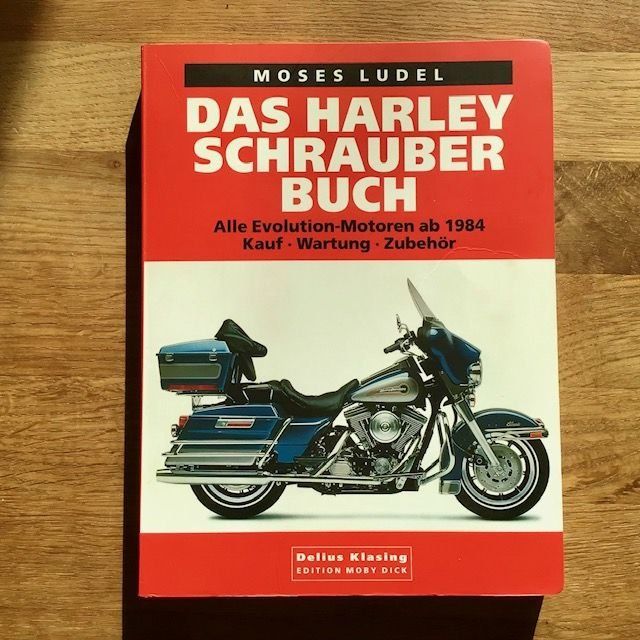 MOSES LUDEL
DAS HARLEY
SCHRAUBER
BUCH
Alle Evolution-Motoren ab 1984
Kauf · Wartung · Zubehör
Delius Klasing
EDITION MOBY DICK